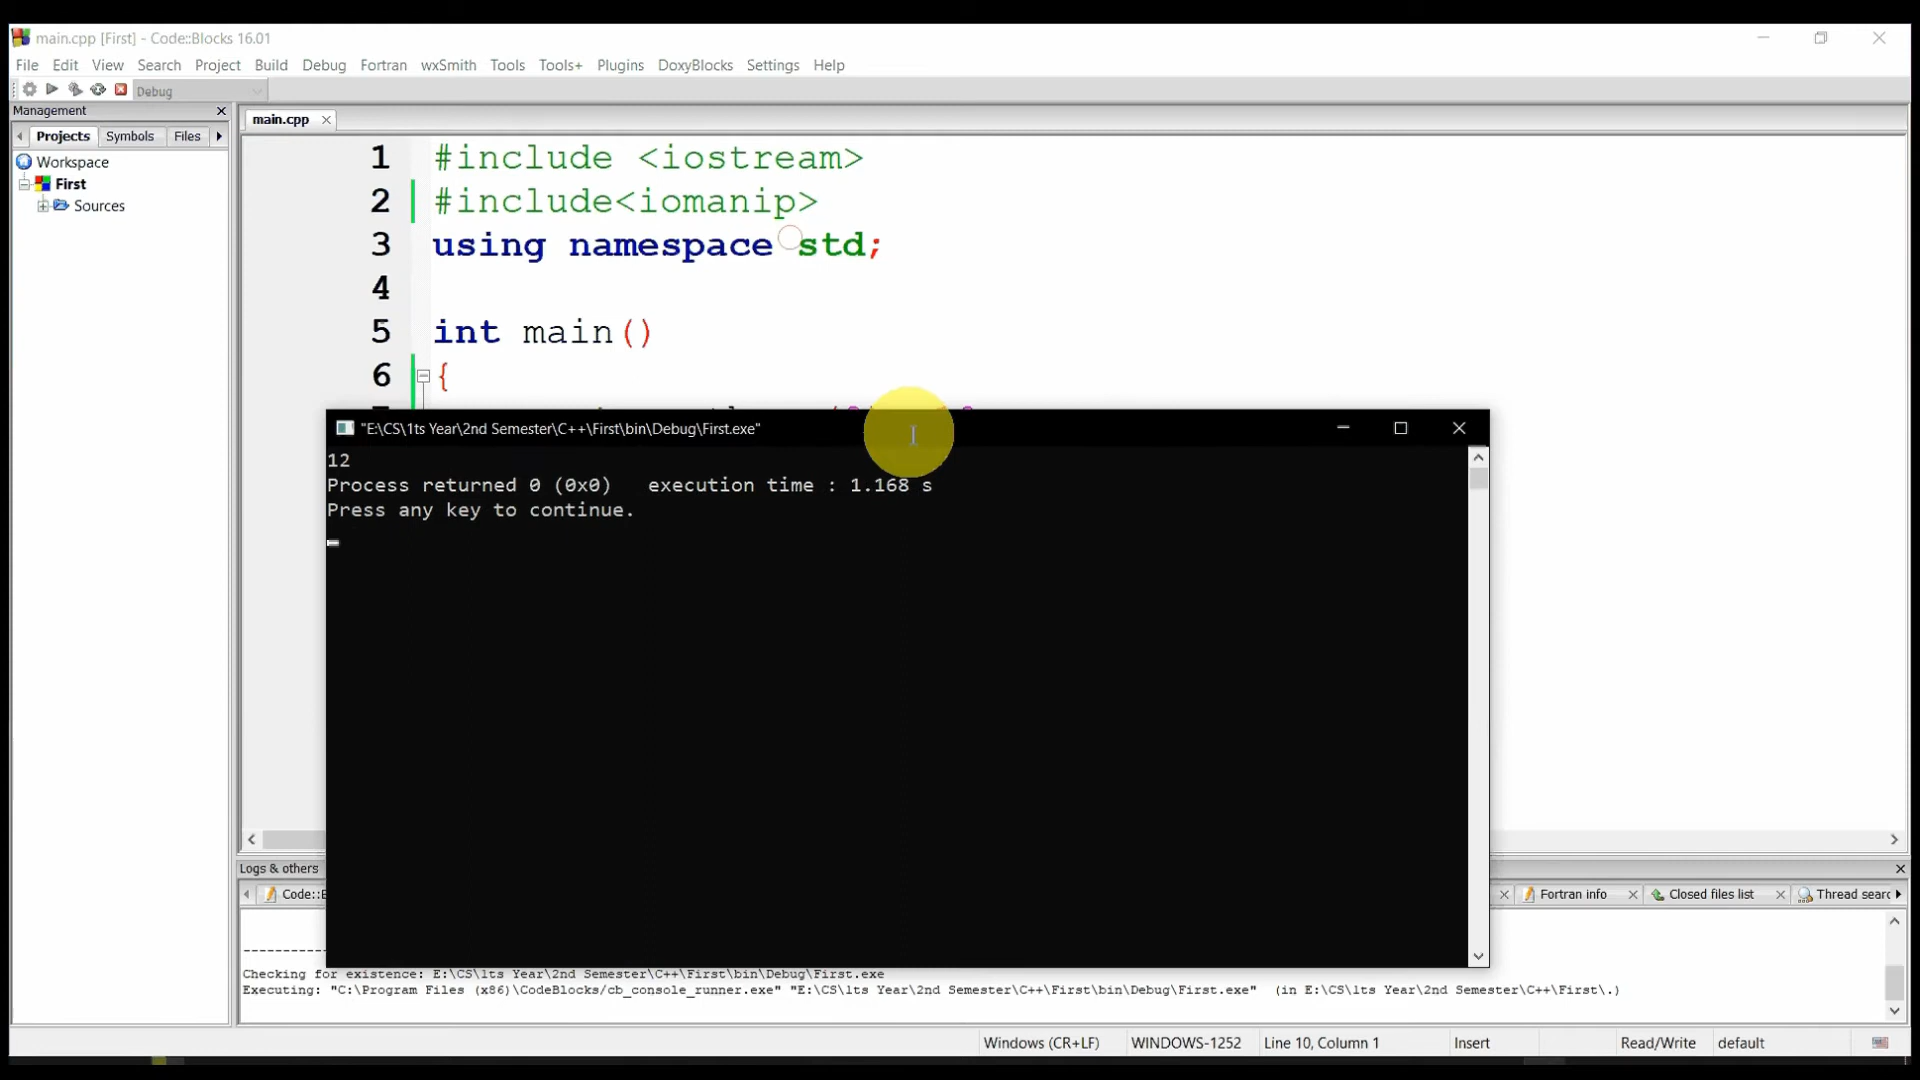 main.cpp [First] - Code::Blocks 16.01
File Edit View Search Project Build Debug Fortran wxSmith Tools Tools+ Plugins DoxyBlocks Settings Help
Debug
Management
main.cpp
Projects Symbols Files
Workspace
First
Sources
1 #include <iostream>
2 #include<iomanip>
3 using namespace std;
4
5 int main()
6 {
"E:\CS\1ts Year\2nd Semester\C++\First\bin\Debug\First.exe"
12
Process returned 0 (0x0)   execution time : 1.168 s
Press any key to continue.
Logs & others
Fortran info Closed files list Thread searc
Checking for existence: E:\CS\1ts Year\2nd Semester\C++\First\bin\Debug\First.exe
Executing: "C:\Program Files (x86)\CodeBlocks/cb_console_runner.exe" "E:\CS\1ts Year\2nd Semester\C++\First\bin\Debug\First.exe"  (in E:\CS\1ts Year\2nd Semester\C++\First\.)
Windows (CR+LF) WINDOWS-1252 Line 10, Column 1 Insert Read/Write default